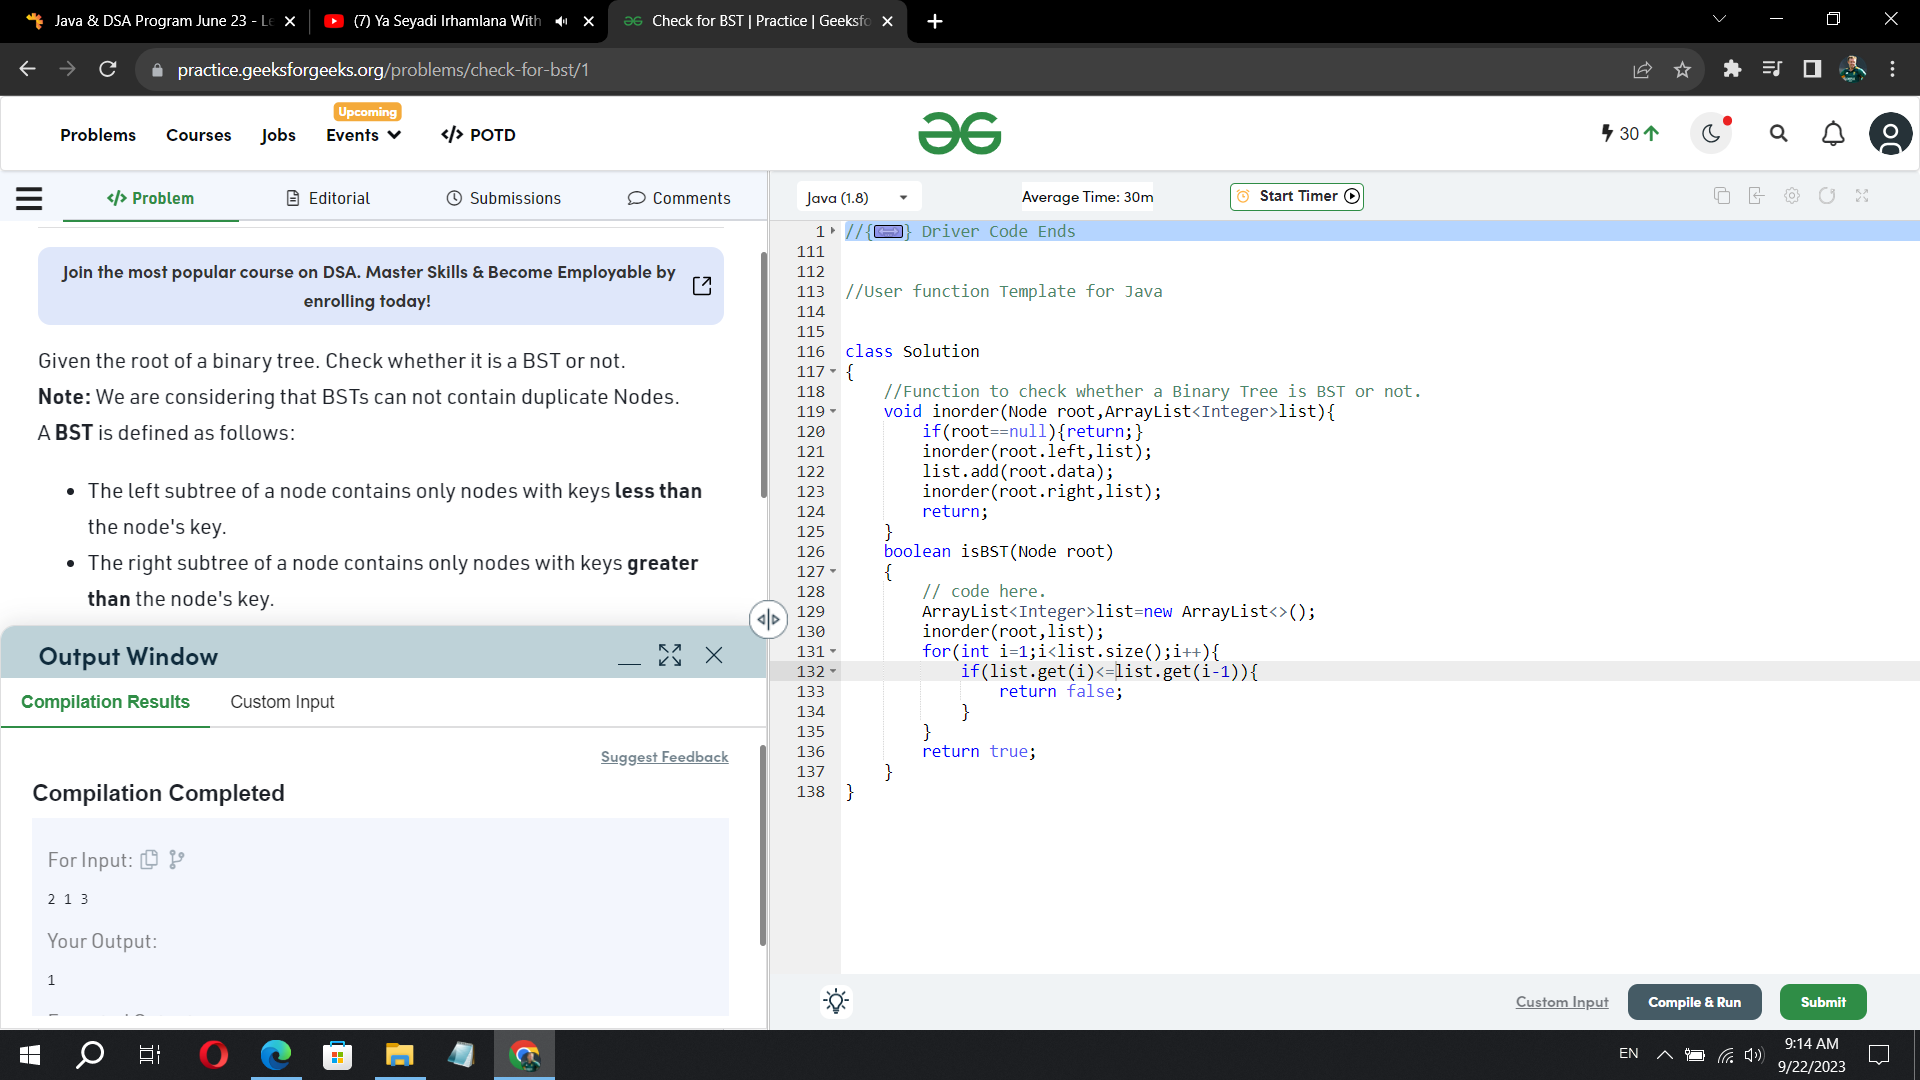 Java & DSA Program June 23 - Le
(7) Ya Seyadi Irhamlana With
Check for BST | Practice | Geeksfo
practice.geeksforgeeks.org/problems/check-for-bst/1
Problems
Courses
Jobs
Upcoming
Events
</> POTD
30
</> Problem
Editorial
Submissions
Comments
Java (1.8)
Average Time: 30m
Start Timer
Join the most popular course on DSA. Master Skills & Become Employable by
enrolling today!
Given the root of a binary tree. Check whether it is a BST or not.
Note: We are considering that BSTs can not contain duplicate Nodes.
A BST is defined as follows:
• The left subtree of a node contains only nodes with keys less than
the node's key.
• The right subtree of a node contains only nodes with keys greater
than the node's key.
Output Window
Compilation Results
Custom Input
Suggest Feedback
Compilation Completed
For Input:
2 1 3
Your Output:
1
1 //{ } Driver Code Ends
111
112
113 //User function Template for Java
114
115
116 class Solution
117 {
118 //Function to check whether a Binary Tree is BST or not.
119 void inorder(Node root,ArrayList<Integer>list){
120 if(root==null){return;}
121 inorder(root.left,list);
122 list.add(root.data);
123 inorder(root.right,list);
124 return;
125 }
126 boolean isBST(Node root)
127 {
128 // code here.
129 ArrayList<Integer>list=new ArrayList<>();
130 inorder(root,list);
131 for(int i=1;i<list.size();i++){
132 if(list.get(i)<=list.get(i-1)){
133 return false;
134 }
135 }
136 return true;
137 }
138 }
Custom Input
Compile & Run
Submit
EN
9:14 AM
9/22/2023